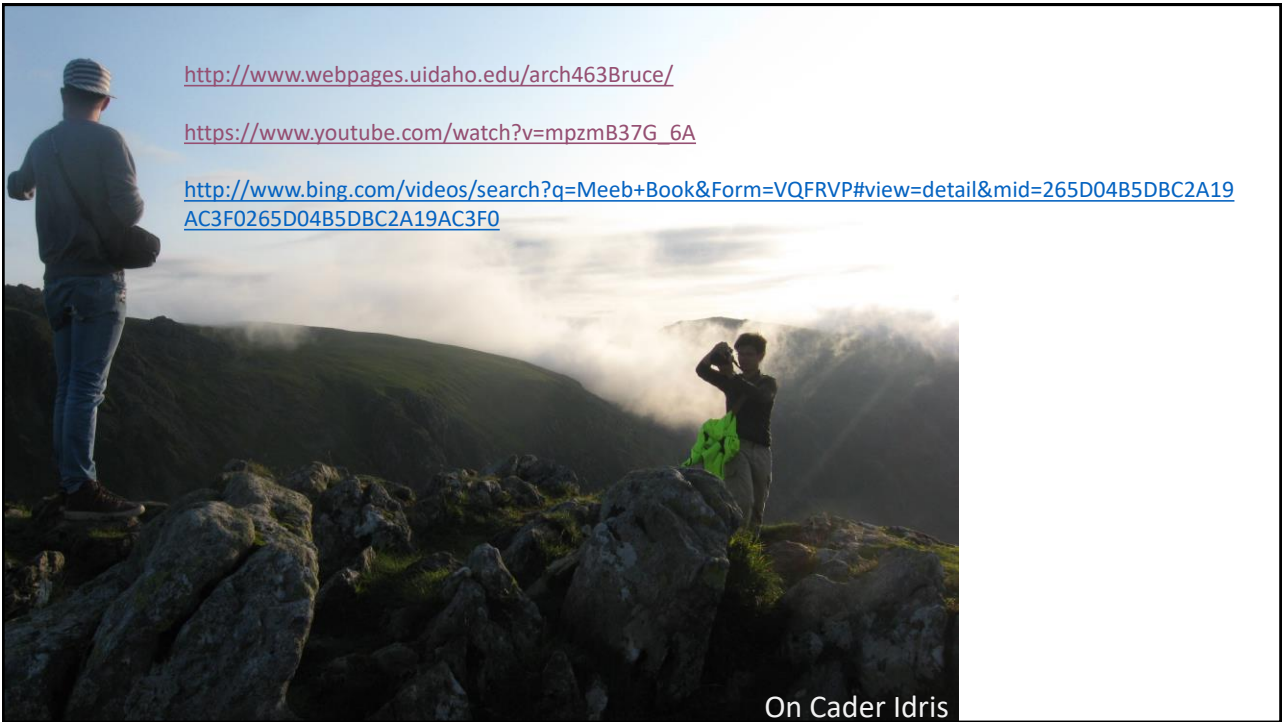 http://www.webpages.uidaho.edu/arch463Bruce/
https://www.youtube.com/watch?v=mpzmB37G_6A
http://www.bing.com/videos/search?q=Meeb+Book&Form=VQFRVP#view=detail&mid=265D04B5DBC2A19
AC3F0265D04B5DBC2A19AC3F0
On Cader Idris